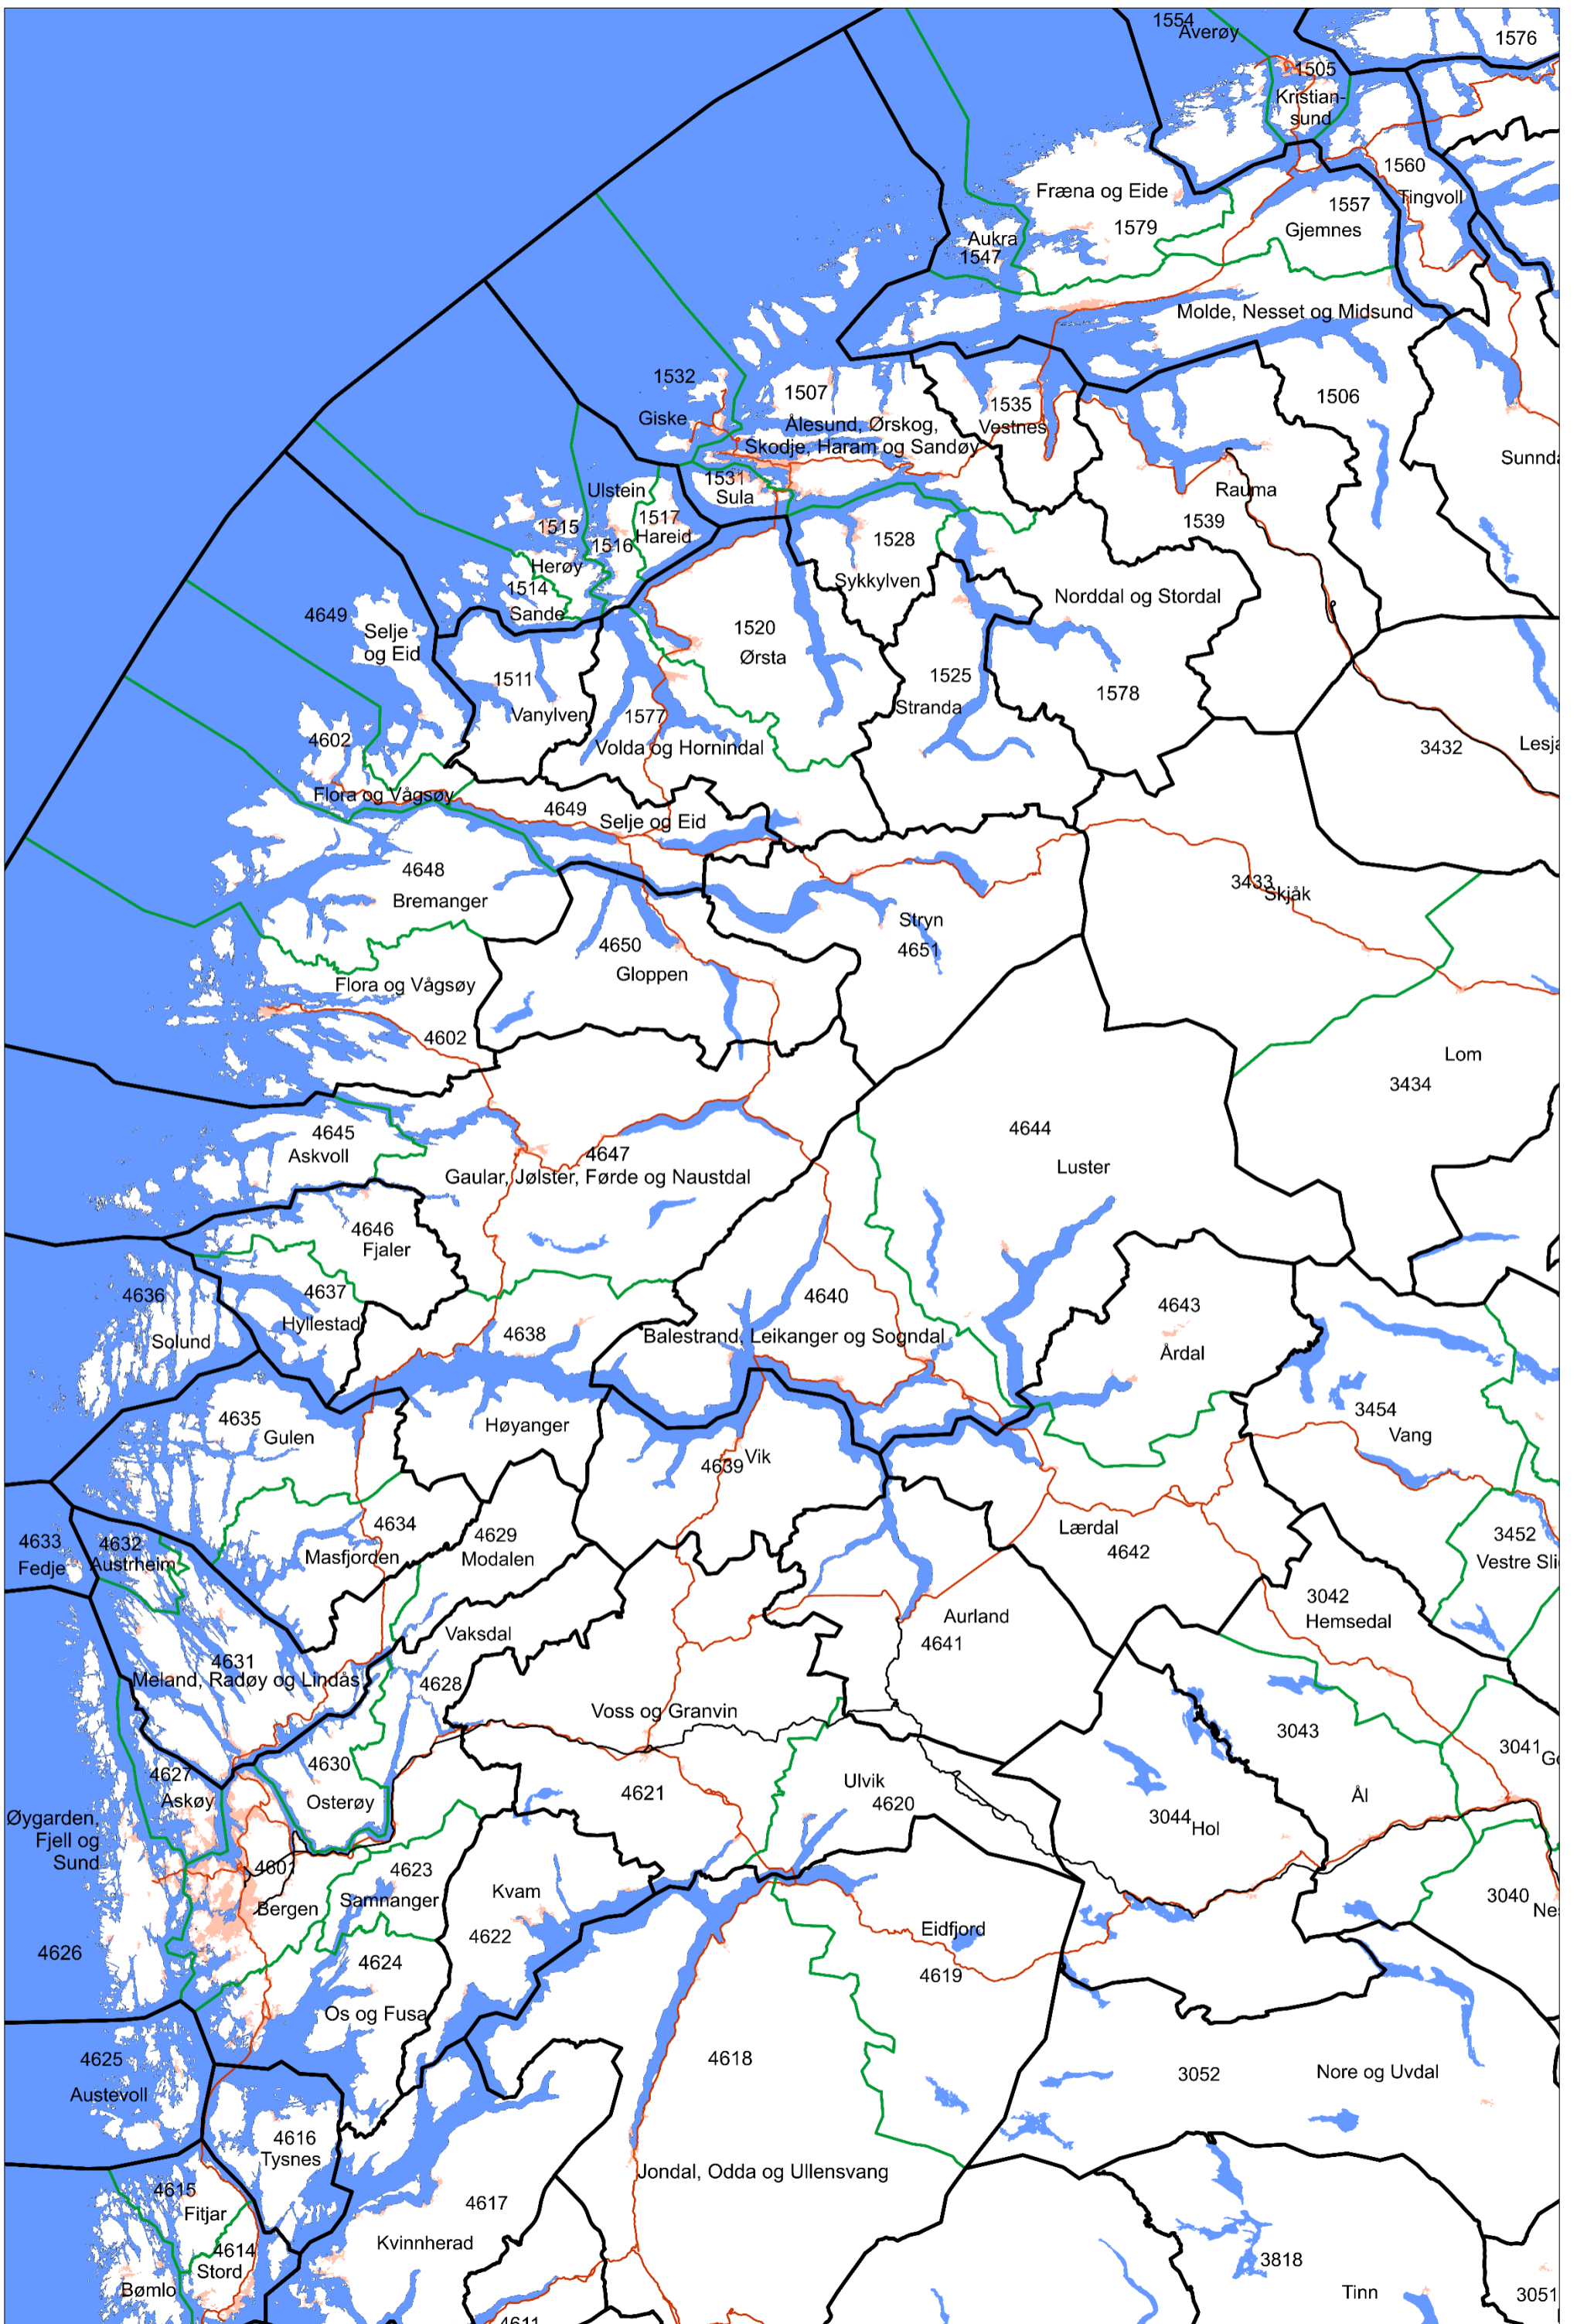 1554
Averøy
1576
1505
Kristian-
sund
1560
Tingvoll
Fræna og Eide
1557
1579
Gjemnes
Aukra
1547
Molde, Nesset og Midsund
1532
1507
1506
1535
Giske
Ålesund, Ørskog,
Vestnes
Skodje, Haram og Sandøy
Sunnda
1531
Sula
Ulstein
Rauma
1517
1539
1515
Hareid
1516
1528
Herøy
Sykkylven
1514
Norddal og Stordal
Sande
4649
Selje
og Eid
1520
Ørsta
1511
1525
1578
Vanylven
1577
Stranda
4602
Volda og Hornindal
3432
Lesja
Flora og Vågsøy
4649
Selje og Eid
4648
3433
Skjåk
Bremanger
Stryn
4650
4651
Gloppen
Flora og Vågsøy
4602
Lom
3434
4645
4644
Askvoll
4647
Luster
Gaular, Jølster, Førde og Naustdal
4646
Fjaler
4636
4637
4640
4643
Hyllestad
4638
Balestrand, Leikanger og Sogndal
Solund
Årdal
4635
3454
Gulen
Høyanger
Vang
4639
Vik
4633
4632
4634
4629
Lærdal
3452
Fedje
Austrheim
Masfjorden
Modalen
4642
Vestre Sli
3042
Aurland
Hemsedal
Vaksdal
4641
4631
Meland, Radøy og Lindås
4628
Voss og Granvin
3043
3041
Go
4630
4627
Askøy
Osterøy
4621
Ulvik
4620
Ål
Øygarden,
Fjell og
Sund
3044
Hol
4601
4623
Bergen
Samnanger
Kvam
3040
Nes
4622
Eidfjord
4626
4624
4619
Os og Fusa
4625
4618
Austevoll
3052
Nore og Uvdal
4616
Tysnes
Jondal, Odda og Ullensvang
4615
Fitjar
4617
Kvinnherad
4614
Stord
3818
Bømlo
Tinn
3051
4611